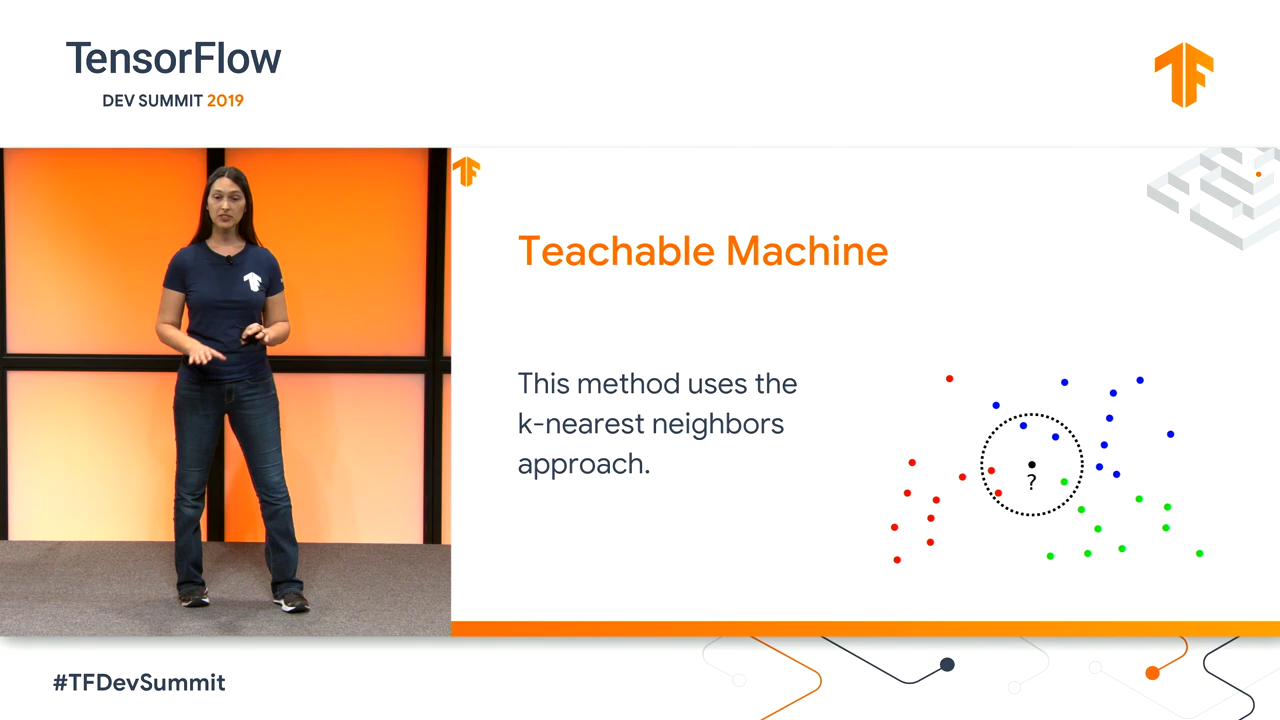 TensorFlow
DEV SUMMIT 2019
Teachable Machine
This method uses the
k-nearest neighbors
approach.
?
#TFDevSummit